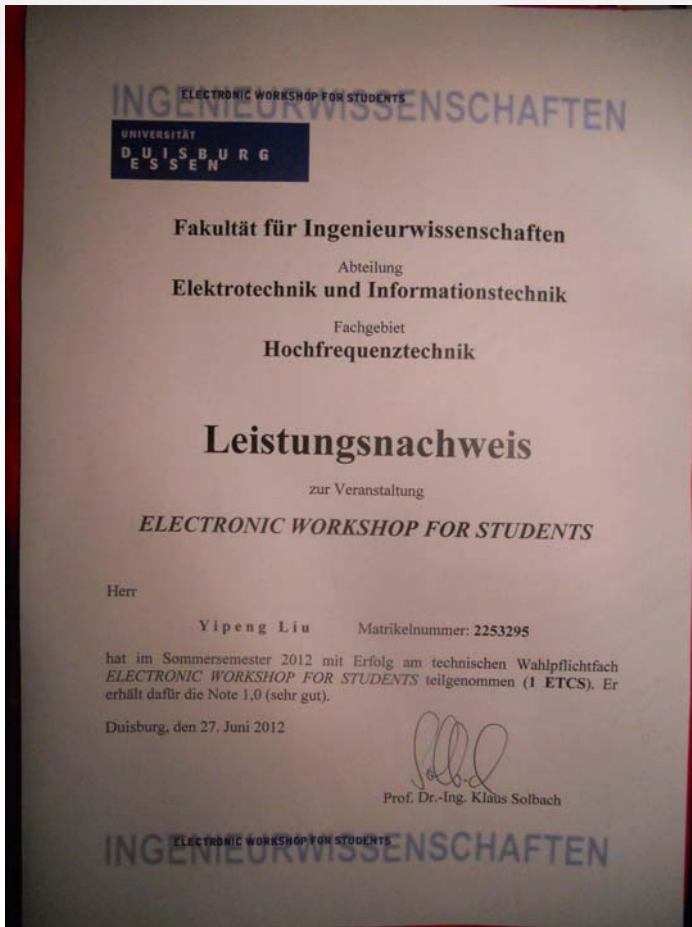 INGENIEURWISSENSCHAFTEN
ELECTRONIC WORKSHOP FOR STUDENTS
UNIVERSITÄT
DUISBURG
ESSEN
Fakultät für Ingenieurwissenschaften
Abteilung
Elektrotechnik und Informationstechnik
Fachgebiet
Hochfrequenztechnik
Leistungsnachweis
zur Veranstaltung
ELECTRONIC WORKSHOP FOR STUDENTS
Herr
Yipeng Liu Matrikelnummer: 2253295
hat im Sommersemester 2012 mit Erfolg am technischen Wahlpflichtfach
ELECTRONIC WORKSHOP FOR STUDENTS teilgenommen (1 ETCS). Er
erhält dafür die Note 1,0 (sehr gut).
Duisburg, den 27. Juni 2012
Solbach
Prof. Dr.-Ing. Klaus Solbach
INGENIEURWISSENSCHAFTEN
ELECTRONIC WORKSHOP FOR STUDENTS